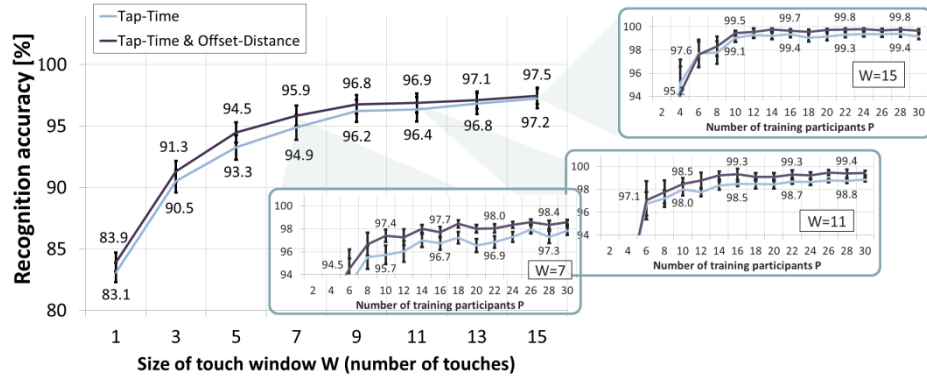 Tap-Time
Tap-Time & Offset-Distance
Recognition accuracy [%]
100
95
90
85
80
83.9 91.3 94.5 95.9 96.8 96.9 97.1 97.5
83.1 90.5 93.3 94.9 96.2 96.4 96.8 97.2
1 3 5 7 9 11 13 15
Size of touch window W (number of touches)
100
98
96
94
97.6 99.5 99.7 99.8 99.8
99.1 99.4 99.3 99.4
W=15
2 4 6 8 10 12 14 16 18 20 22 24 26 28 30
Number of training participants P
100
98
96
94
97.1 98.5 99.3 99.3 99.4
98.0 98.5 98.7 98.8
W=11
2 4 6 8 10 12 14 16 18 20 22 24 26 28 30
Number of training participants P
100
98
96
94
94.5 97.4 97.7 98.0 98.4
95.7 96.7 96.9 97.3
W=7
2 4 6 8 10 12 14 16 18 20 22 24 26 28 30
Number of training participants P